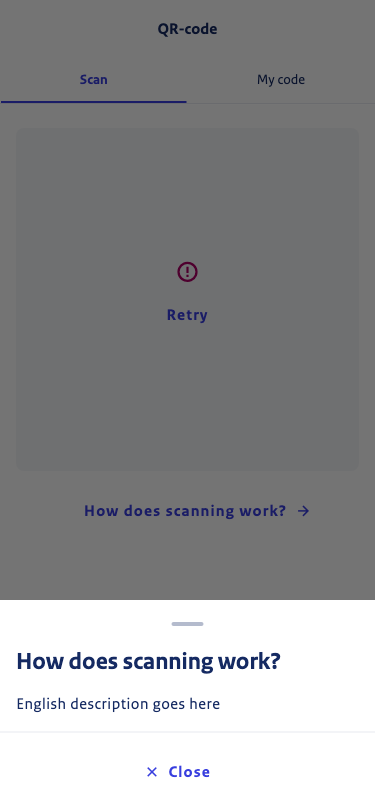 QR-code
Scan
My code
Retry
How does scanning work?
How does scanning work?
English description goes here
Close